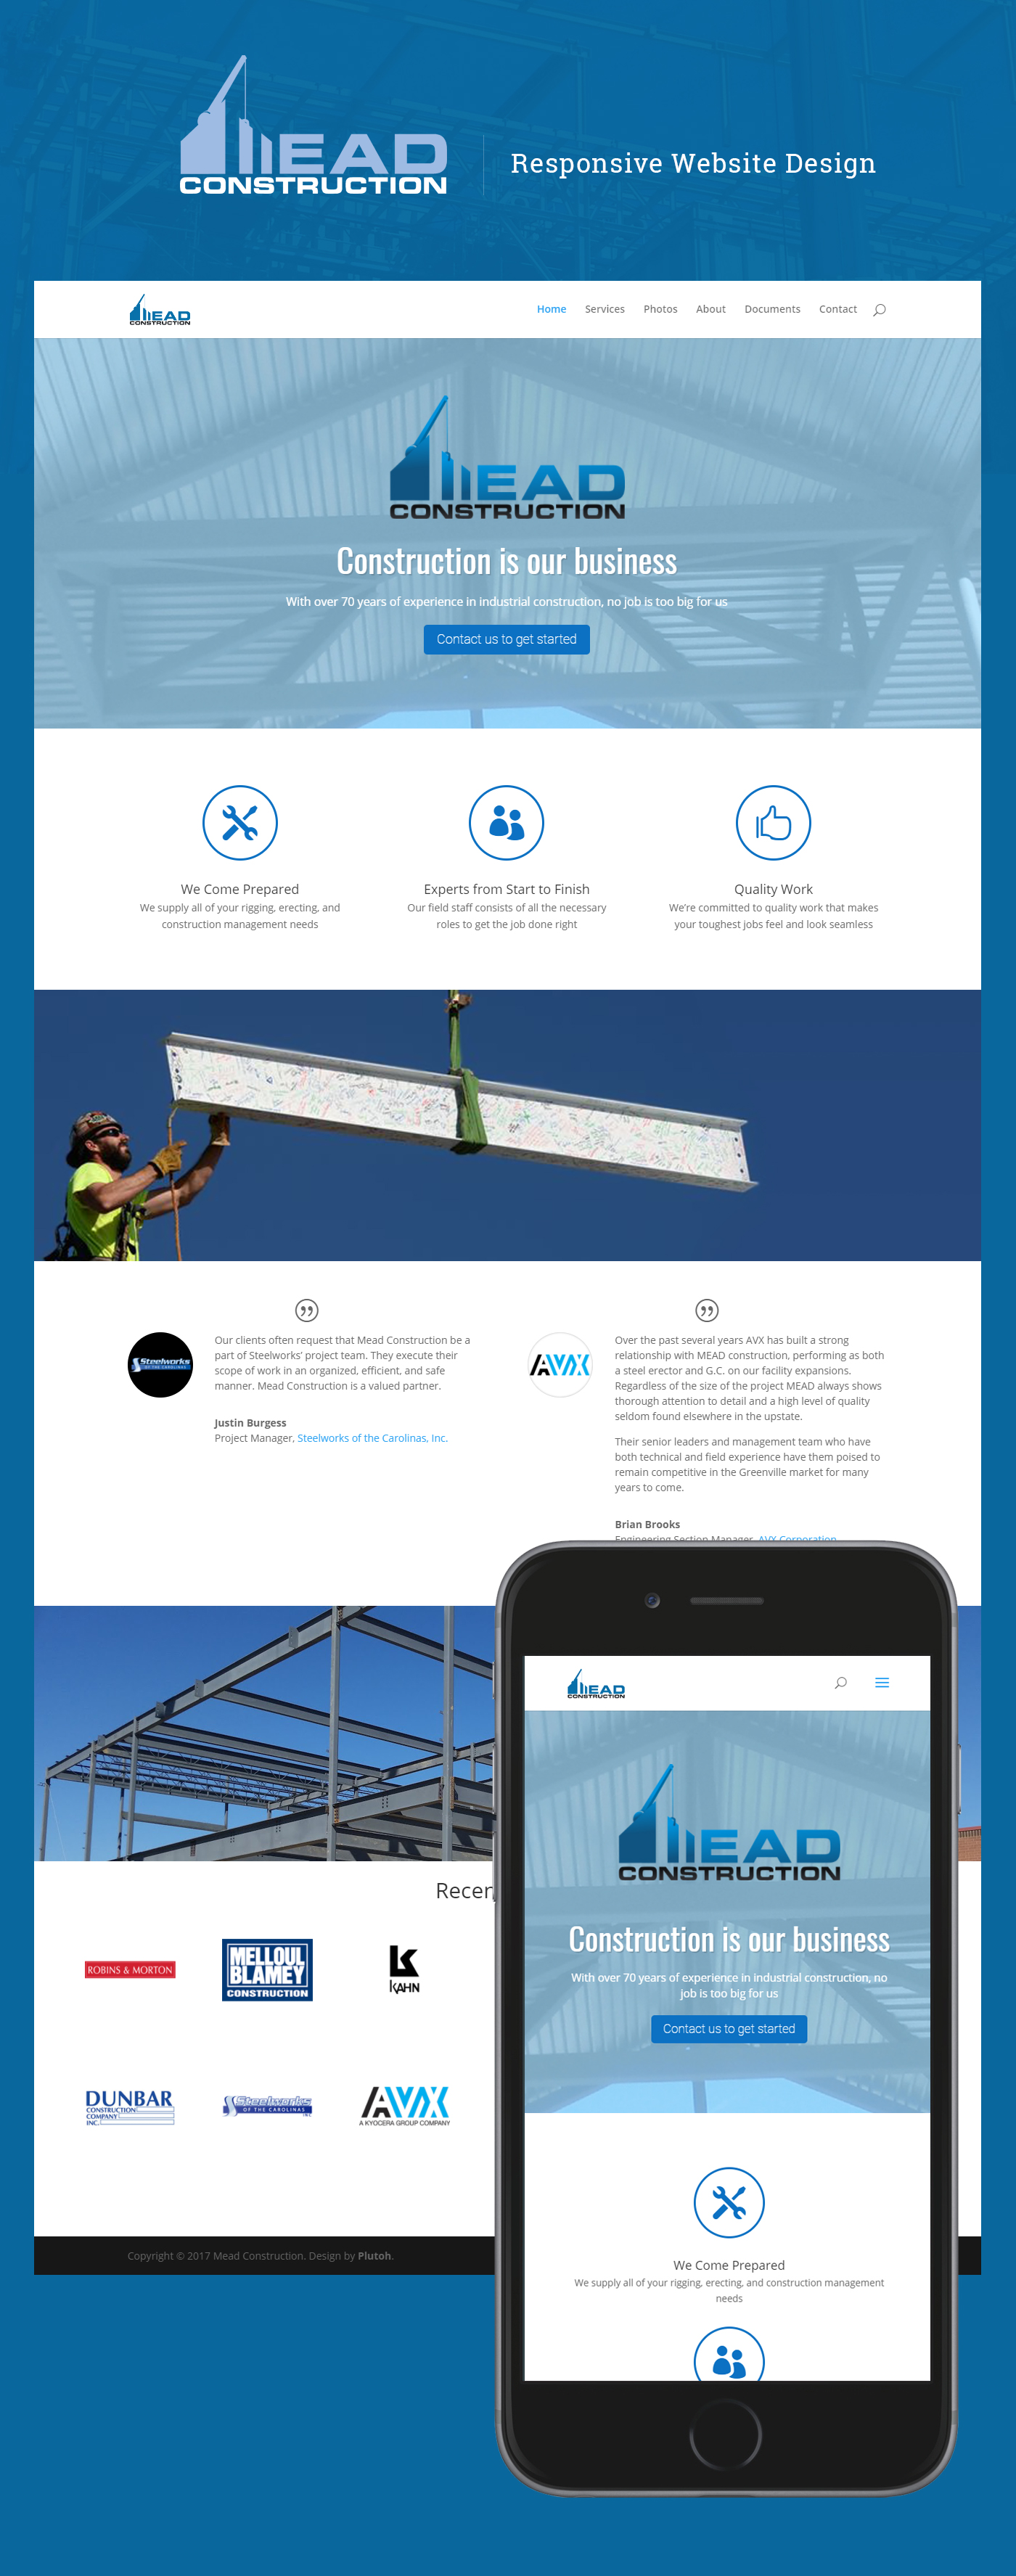 MEAD
CONSTRUCTION
Responsive Website Design
MEAD
CONSTRUCTION
Home Services Photos About Documents Contact
MEAD
CONSTRUCTION
Construction is our business
With over 70 years of experience in industrial construction, no job is too big for us
Contact us to get started
We Come Prepared
We supply all of your rigging, erecting, and
construction management needs
Experts from Start to Finish
Our field staff consists of all the necessary
roles to get the job done right
Quality Work
We're committed to quality work that makes
your toughest jobs feel and look seamless
Steelworks
OF THE CAROLINAS
Our clients often request that Mead Construction be a
part of Steelworks' project team. They execute their
scope of work in an organized, efficient, and safe
manner. Mead Construction is a valued partner.
Justin Burgess
Project Manager, Steelworks of the Carolinas, Inc.
AVX
Over the past several years AVX has built a strong
relationship with MEAD construction, performing as both
a steel erector and G.C. on our facility expansions.
Regardless of the size of the project MEAD always shows
thorough attention to detail and a high level of quality
seldom found elsewhere in the upstate.
Their senior leaders and management team who have
both technical and field experience have them poised to
remain competitive in the Greenville market for many
years to come.
Brian Brooks
Engineering Section Manager, AVX Corporation
Recen
ROBINS & MORTON
MELLOUL
BLAMEY
CONSTRUCTION
KAHN
DUNBAR
CONSTRUCTION
COMPANY
INC.
Steelworks
OF THE CAROLINAS
AVX
A KYOCERA GROUP COMPANY
Copyright © 2017 Mead Construction. Design by Plutoh.
MEAD
CONSTRUCTION
MEAD
CONSTRUCTION
Construction is our business
With over 70 years of experience in industrial construction, no
job is too big for us
Contact us to get started
We Come Prepared
We supply all of your rigging, erecting, and construction management
needs